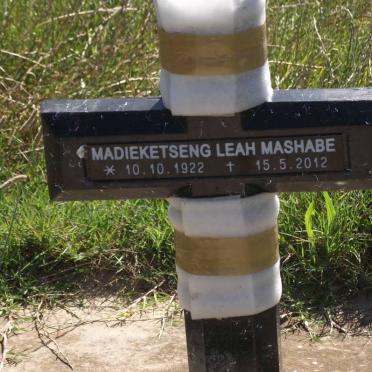 MADIEKETSENG LEAH MASHABE
* 10.10.1922 † 15.5.2012